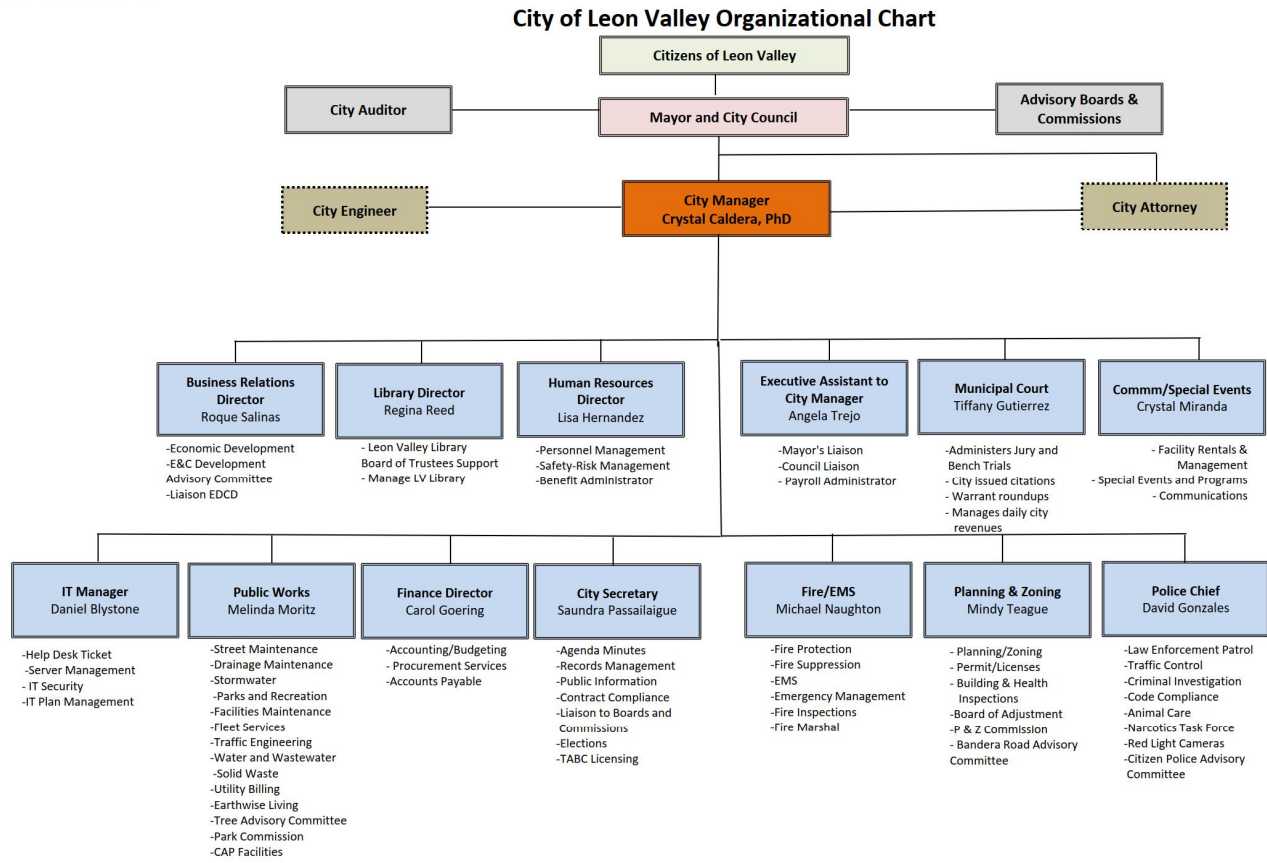 City of Leon Valley Organizational Chart
Citizens of Leon Valley
City Auditor
Mayor and City Council
Advisory Boards &
Commissions
City Engineer
City Manager
Crystal Caldera, PhD
City Attorney
Business Relations
Director
Roque Salinas
-Economic Development
-E&C Development
Advisory Committee
-Liaison EDCD
Library Director
Regina Reed
- Leon Valley Library
Board of Trustees Support
- Manage LV Library
Human Resources
Director
Lisa Hernandez
-Personnel Management
-Safety-Risk Management
-Benefit Administrator
Executive Assistant to
City Manager
Angela Trejo
-Mayor's Liaison
-Council Liaison
- Payroll Administrator
Municipal Court
Tiffany Gutierrez
-Administers Jury and
Bench Trials
- City issued citations
- Warrant roundups
- Manages daily city
revenues
Commm/Special Events
Crystal Miranda
- Facility Rentals &
Management
- Special Events and Programs
- Communications
IT Manager
Daniel Blystone
-Help Desk Ticket
-Server Management
- IT Security
-IT Plan Management
Public Works
Melinda Moritz
-Street Maintenance
-Drainage Maintenance
-Stormwater
-Parks and Recreation
-Facilities Maintenance
-Fleet Services
-Traffic Engineering
-Water and Wastewater
-Solid Waste
-Utility Billing
-Earthwise Living
-Tree Advisory Committee
-Park Commission
-CAP Facilities
Finance Director
Carol Goering
-Accounting/Budgeting
- Procurement Services
-Accounts Payable
City Secretary
Saundra Passailaigue
-Agenda Minutes
-Records Management
-Public Information
-Contract Compliance
-Liaison to Boards and
Commissions
-Elections
-TABC Licensing
Fire/EMS
Michael Naughton
-Fire Protection
-Fire Suppression
-EMS
-Emergency Management
-Fire Inspections
-Fire Marshal
Planning & Zoning
Mindy Teague
- Planning/Zoning
- Permit/Licenses
- Building & Health
Inspections
-Board of Adjustment
-P & Z Commission
- Bandera Road Advisory
Committee
Police Chief
David Gonzales
-Law Enforcement Patrol
-Traffic Control
-Criminal Investigation
-Code Compliance
-Animal Care
-Narcotics Task Force
-Red Light Cameras
-Citizen Police Advisory
Committee